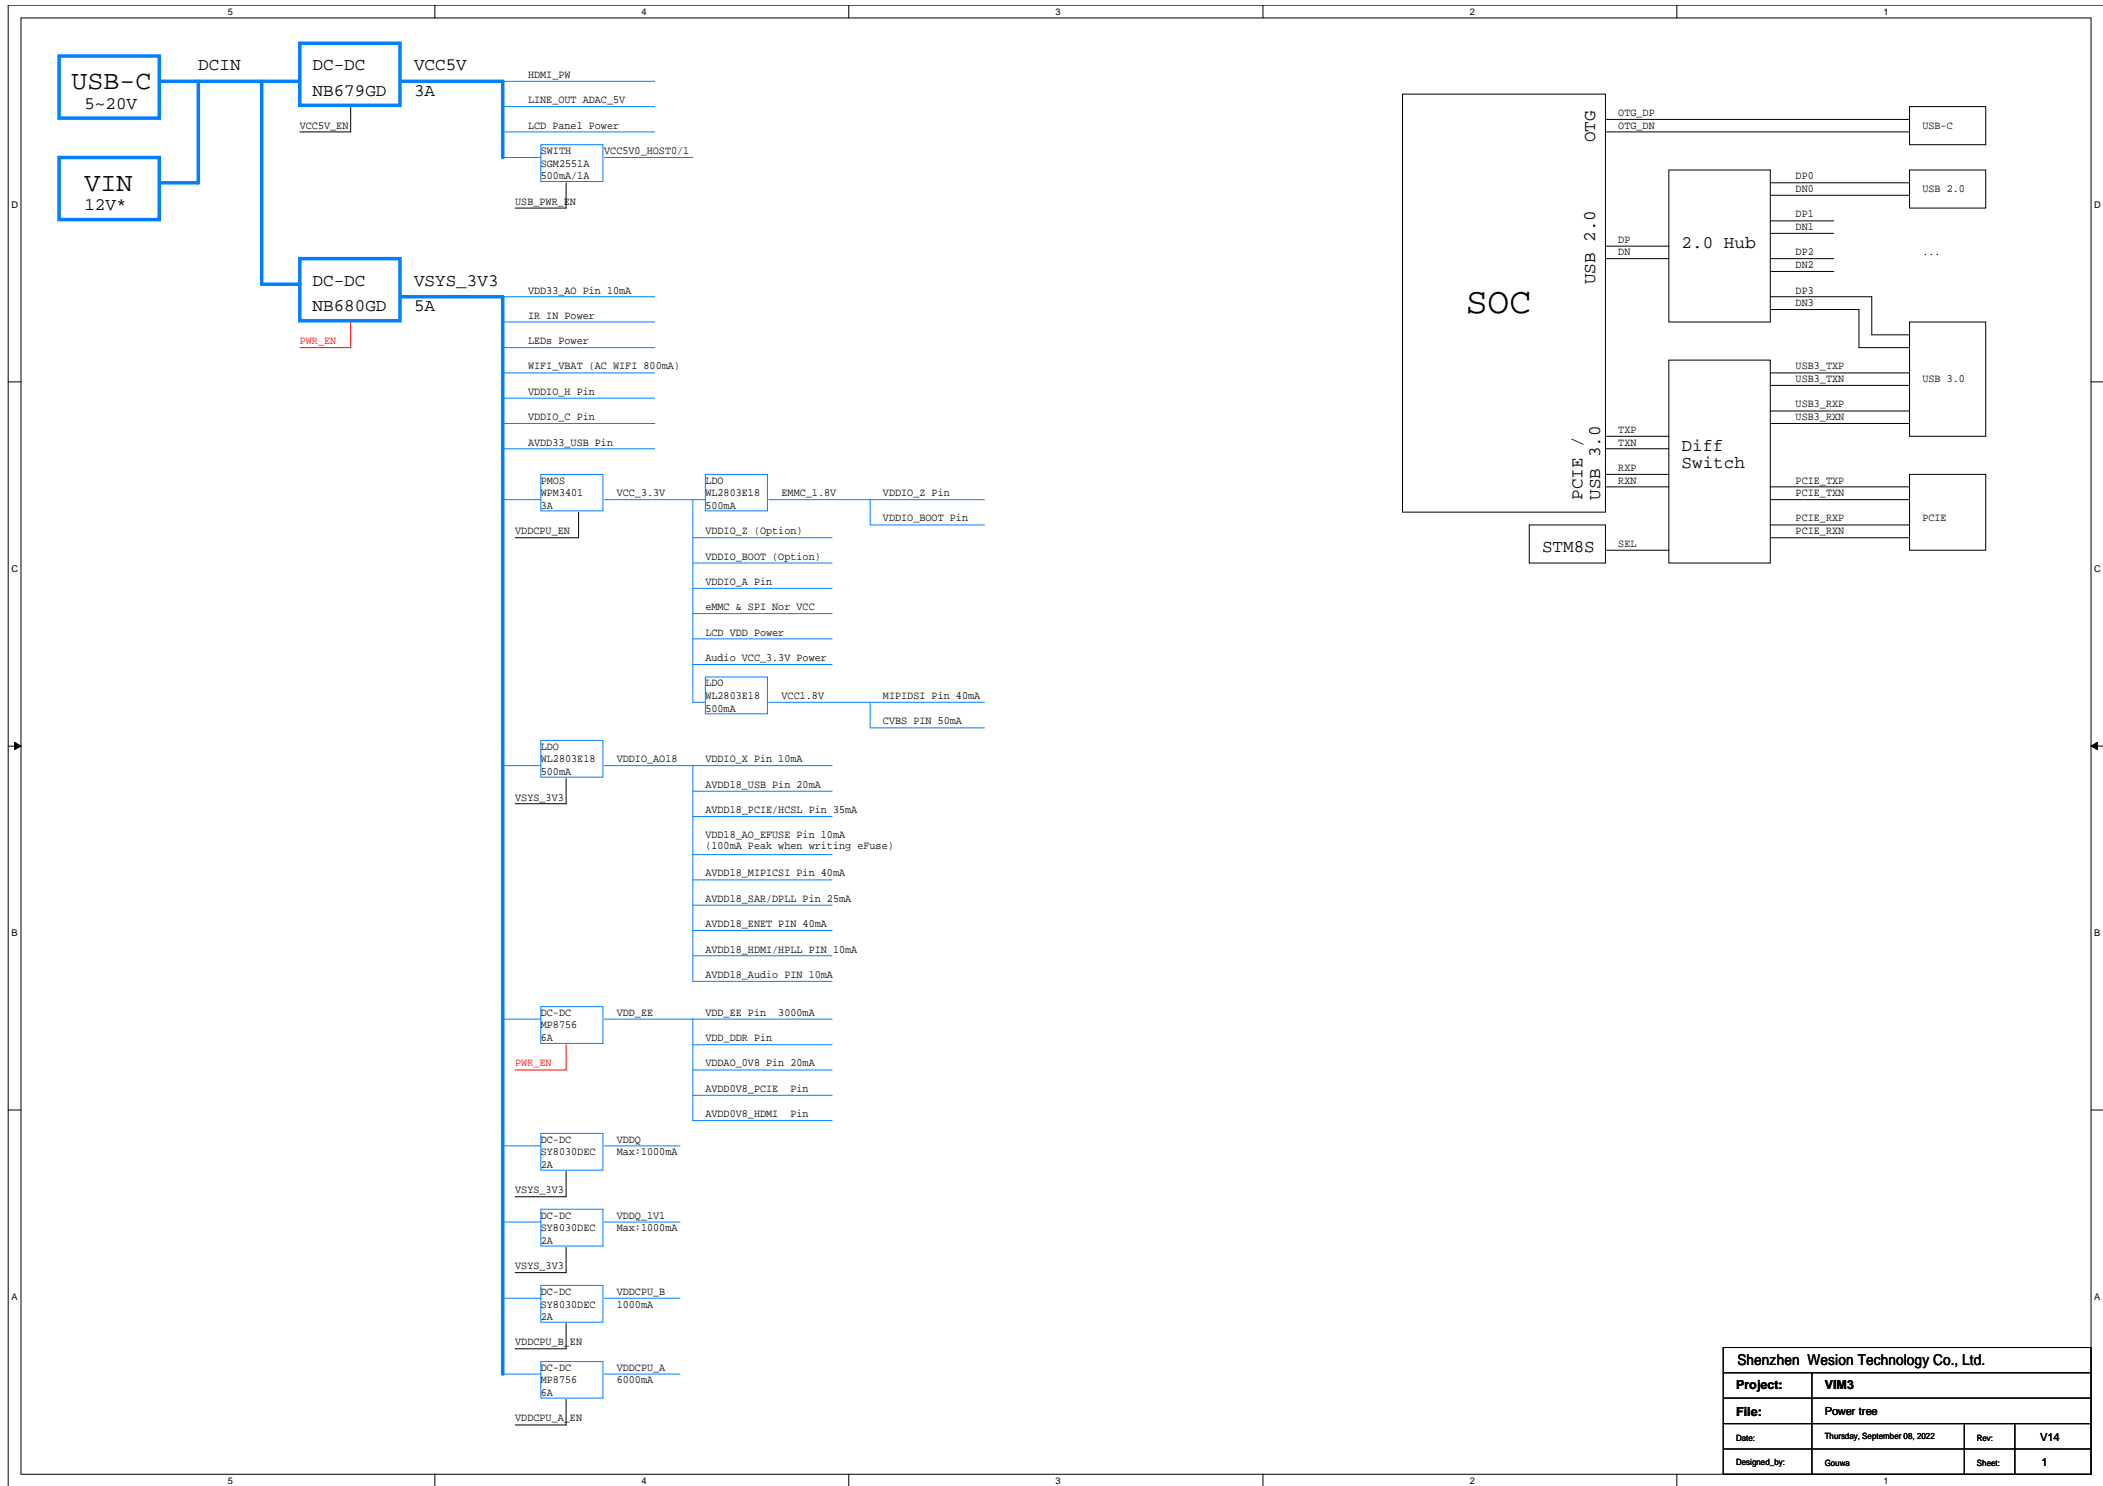 5
4
3
2
1
USB-C
5~20V
DCIN
DC-DC
NB679GD
VCC5V
3A
VCC5V_EN
HDMI_PW
LINE_OUT ADAC_5V
LCD Panel Power
SWITH
SGM2551A
500mA/1A
VCC5V0_HOST0/1
USB_PWR_EN
VIN
12V*
D
D
DC-DC
NB680GD
VSYS_3V3
5A
PWR_EN
VDD33_AO Pin 10mA
IR IN Power
LEDs Power
WIFI_VBAT (AC WIFI 800mA)
VDDIO_H Pin
VDDIO_C Pin
AVDD33_USB Pin
PMOS
WPM3401
3A
VCC_3.3V
VDDCPU_EN
LDO
WL2803E18
500mA
EMMC_1.8V
VDDIO_Z Pin
VDDIO_BOOT Pin
VDDIO_Z (Option)
VDDIO_BOOT (Option)
VDDIO_A Pin
eMMC & SPI Nor VCC
LCD VDD Power
Audio VCC_3.3V Power
LDO
WL2803E18
500mA
VCC1.8V
MIPIDSI Pin 40mA
CVBS PIN 50mA
C
C
LDO
WL2803E18
500mA
VDDIO_AO18
VSYS_3V3
VDDIO_X Pin 10mA
AVDD18_USB Pin 20mA
AVDD18_PCIE/HCSL Pin 35mA
VDD18_AO_EFUSE Pin 10mA
(100mA Peak when writing eFuse)
AVDD18_MIPICSI Pin 40mA
AVDD18_SAR/DPLL Pin 25mA
AVDD18_ENET PIN 40mA
AVDD18_HDMI/HPLL PIN 10mA
AVDD18_Audio PIN 10mA
B
B
DC-DC
MP8756
6A
VDD_EE
PWR_EN
VDD_EE Pin  3000mA
VDD_DDR Pin
VDDAO_0V8 Pin 20mA
AVDD0V8_PCIE  Pin
AVDD0V8_HDMI  Pin
DC-DC
SY8030DEC
2A
VDDQ
Max:1000mA
VSYS_3V3
DC-DC
SY8030DEC
2A
VDDQ_1V1
Max:1000mA
VSYS_3V3
DC-DC
SY8030DEC
2A
VDDCPU_B
1000mA
VDDCPU_B_EN
DC-DC
MP8756
6A
VDDCPU_A
6000mA
VDDCPU_A_EN
A
A
SOC
OTG
OTG_DP
OTG_DN
USB-C
USB 2.0
DP
DN
2.0 Hub
DP0
DN0
DP1
DN1
DP2
DN2
DP3
DN3
USB 2.0
...
PCIE /
USB 3.0
TXP
TXN
RXP
RXN
Diff
Switch
USB3_TXP
USB3_TXN
USB3_RXP
USB3_RXN
USB 3.0
PCIE_TXP
PCIE_TXN
PCIE_RXP
PCIE_RXN
PCIE
STM8S
SEL
Shenzhen Wesion Technology Co., Ltd.
Project: VIM3
File: Power tree
Date: Thursday, September 08, 2022 Rev: V14
Designed_by: Gouwa Sheet: 1
5
4
3
2
1